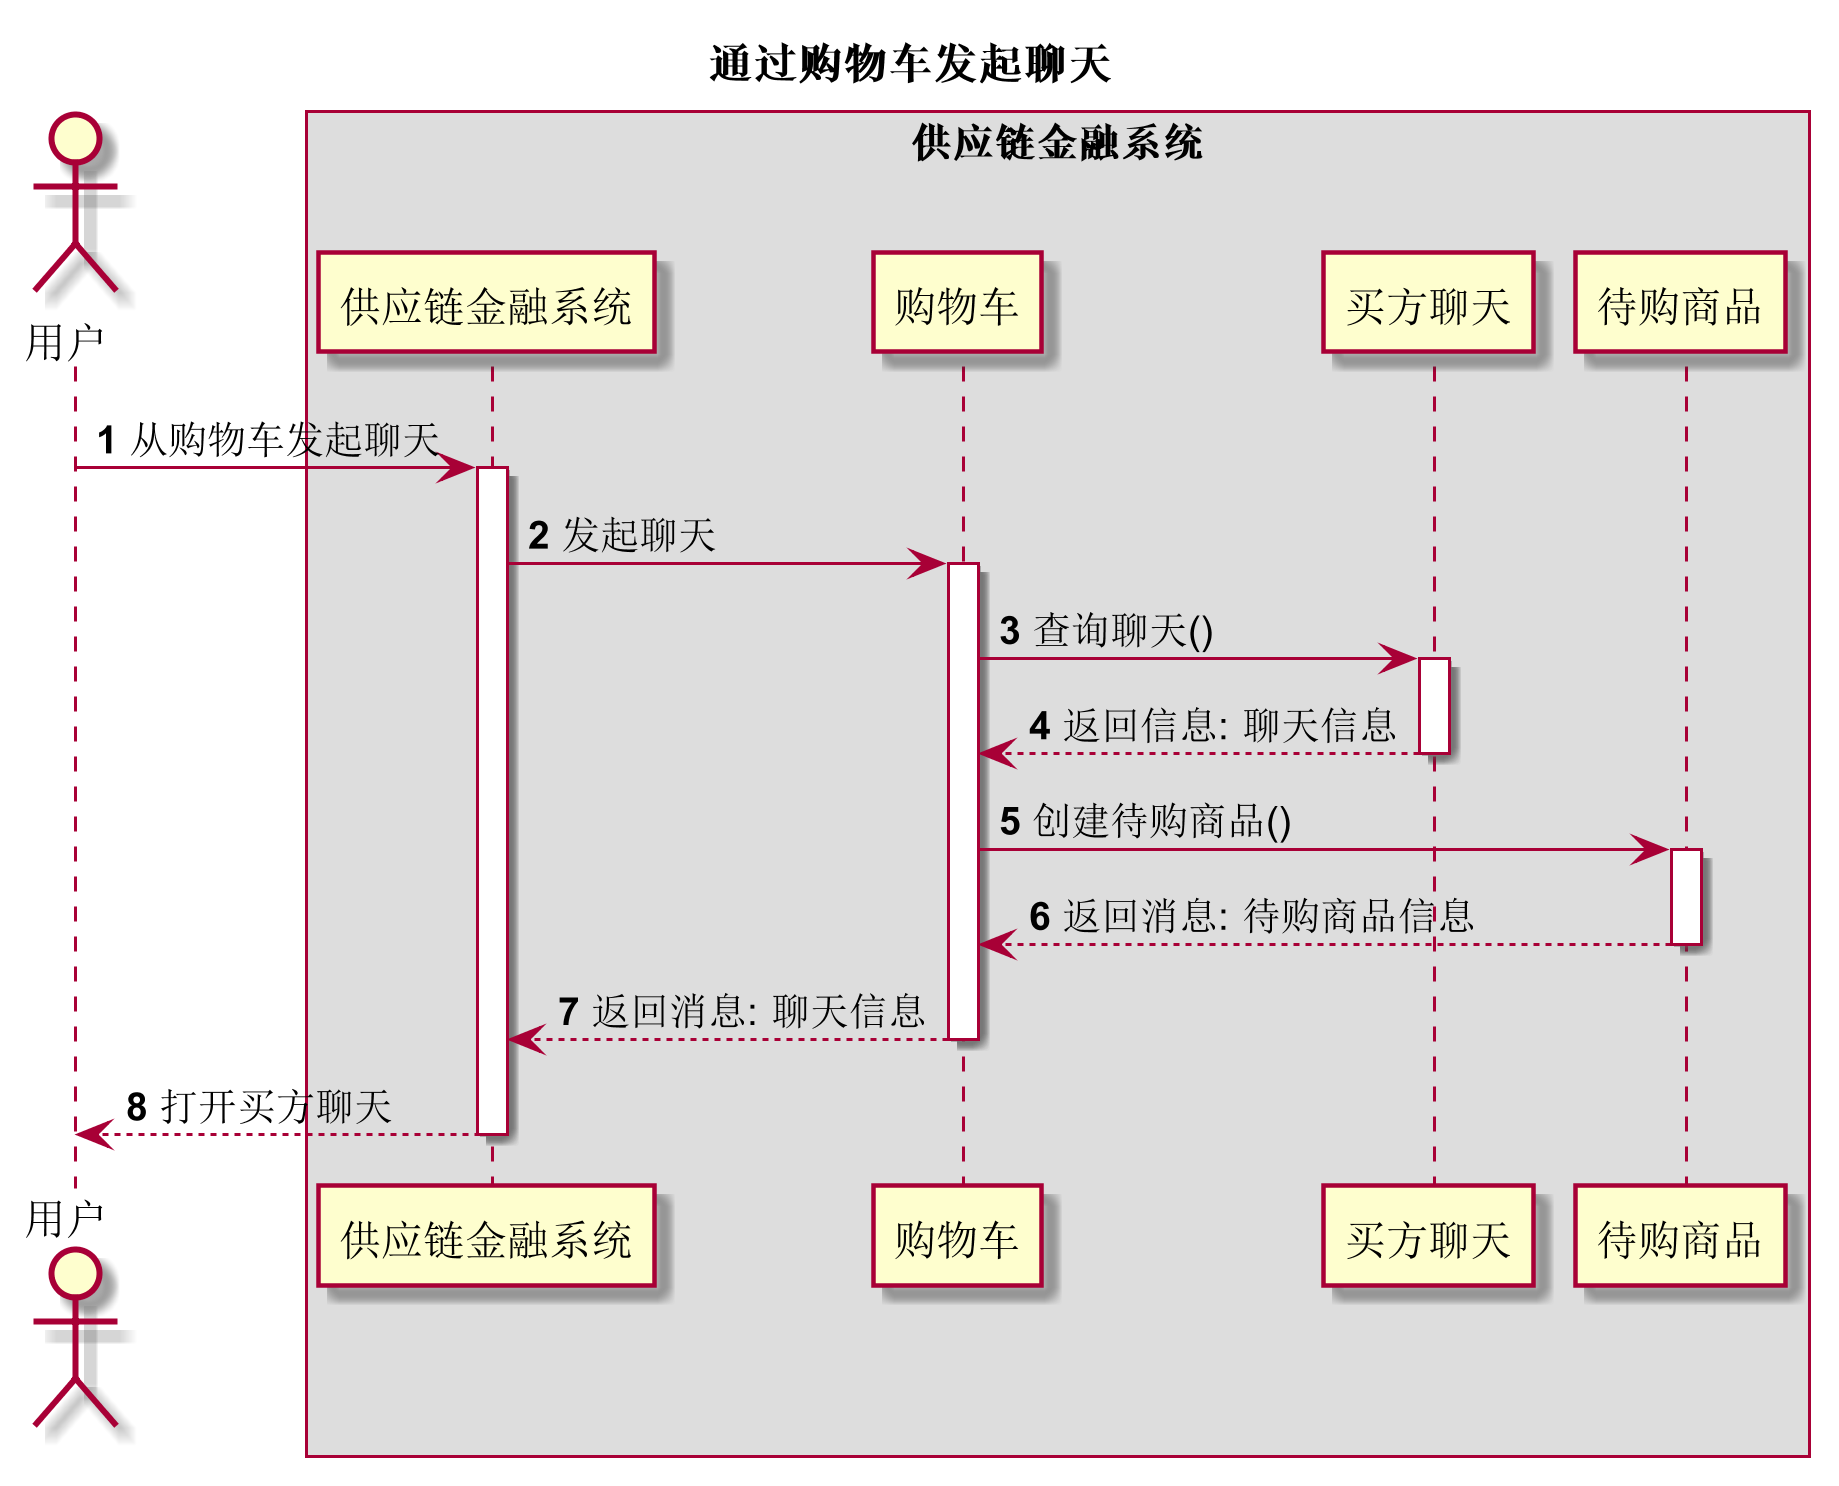 通过购物车发起聊天
供应链金融系统
用户
供应链金融系统
购物车
买方聊天
待购商品
1 从购物车发起聊天
2 发起聊天
3 查询聊天()
4 返回信息: 聊天信息
5 创建待购商品()
6 返回消息: 待购商品信息
7 返回消息: 聊天信息
8 打开买方聊天
用户
供应链金融系统
购物车
买方聊天
待购商品